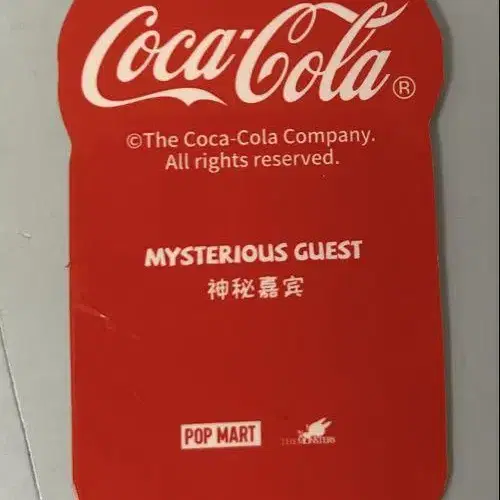 Coca-Cola®
©The Coca-Cola Company.
All rights reserved.
MYSTERIOUS GUEST
神秘嘉宾
POP MART
THE MONSTERS